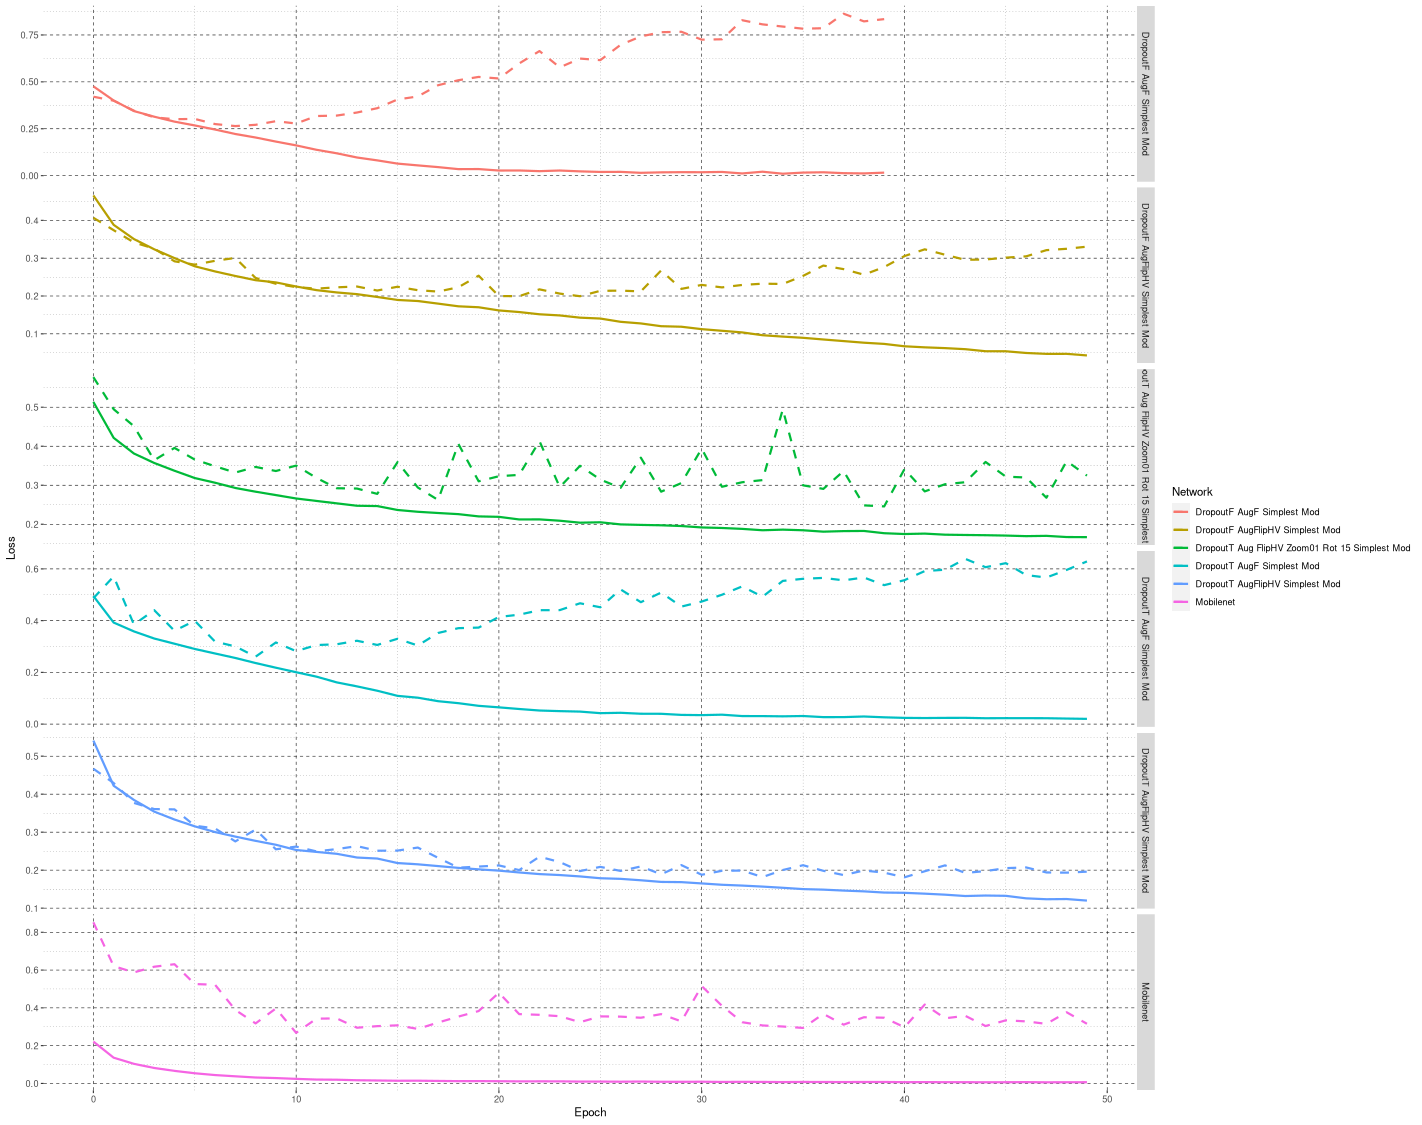 0.75
0.50
0.25
0.00
DropoutF AugF Simplest Mod
0.4
0.3
0.2
0.1
DropoutF AugFlipHV Simplest Mod
0.5
0.4
0.3
0.2
outT Aug FlipHV Zoom01 Rot 15 Simplest
0.6
0.4
0.2
0.0
DropoutT AugF Simplest Mod
0.5
0.4
0.3
0.2
0.1
DropoutT AugFlipHV Simplest Mod
0.8
0.6
0.4
0.2
0.0
Mobilenet
Loss
0
10
20
30
40
50
Epoch
Network
DropoutF AugF Simplest Mod
DropoutF AugFlipHV Simplest Mod
DropoutT Aug FlipHV Zoom01 Rot 15 Simplest Mod
DropoutT AugF Simplest Mod
DropoutT AugFlipHV Simplest Mod
Mobilenet